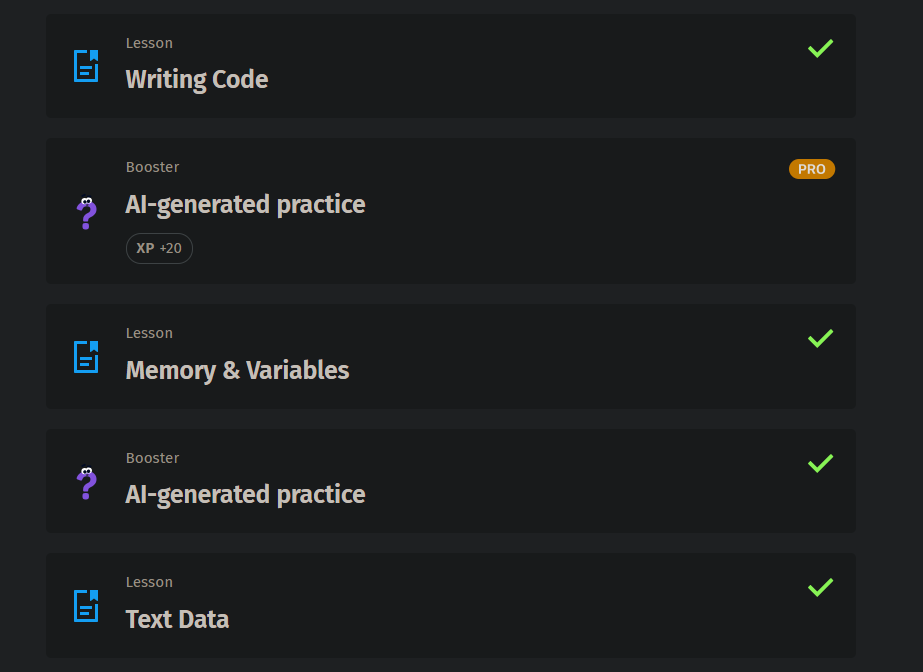 Lesson
Writing Code
Booster
PRO
AI-generated practice
XP +20
Lesson
Memory & Variables
Booster
AI-generated practice
Lesson
Text Data